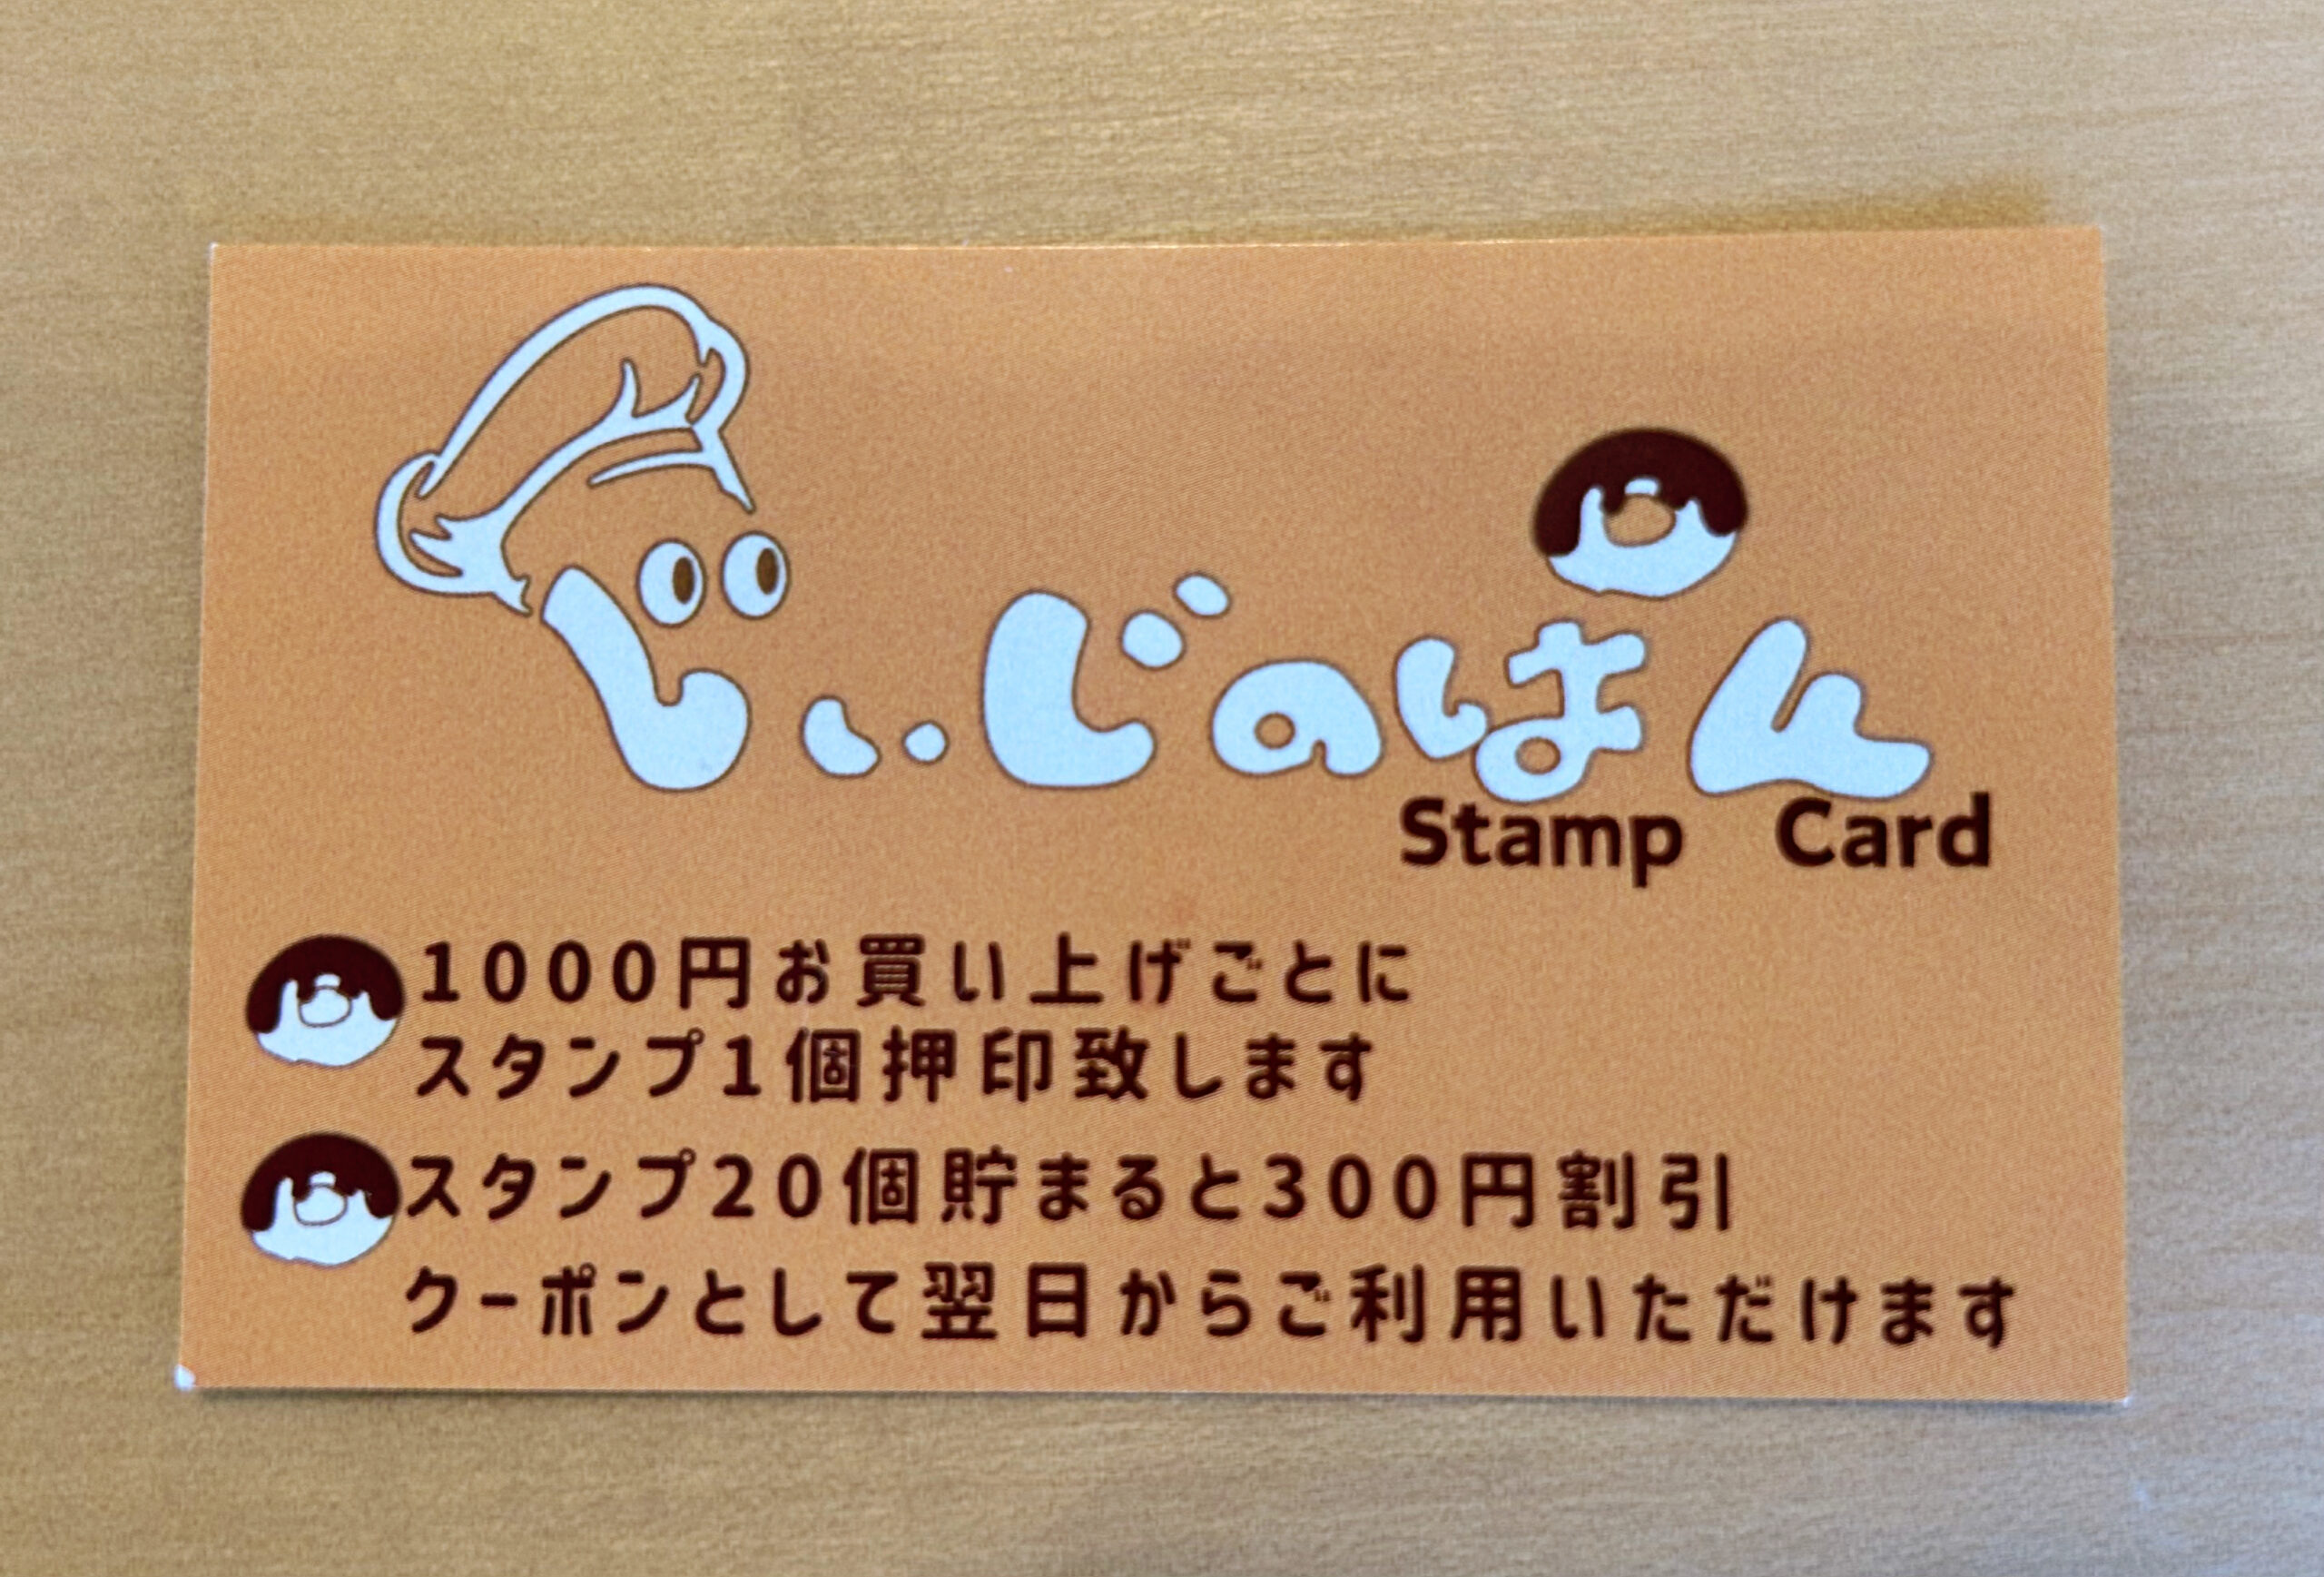 じぃじのぱん
Stamp Card
1000円お買い上げごとに
スタンプ1個押印致します
スタンプ20個貯まると300円割引
クーポンとして翌日からご利用いただけます